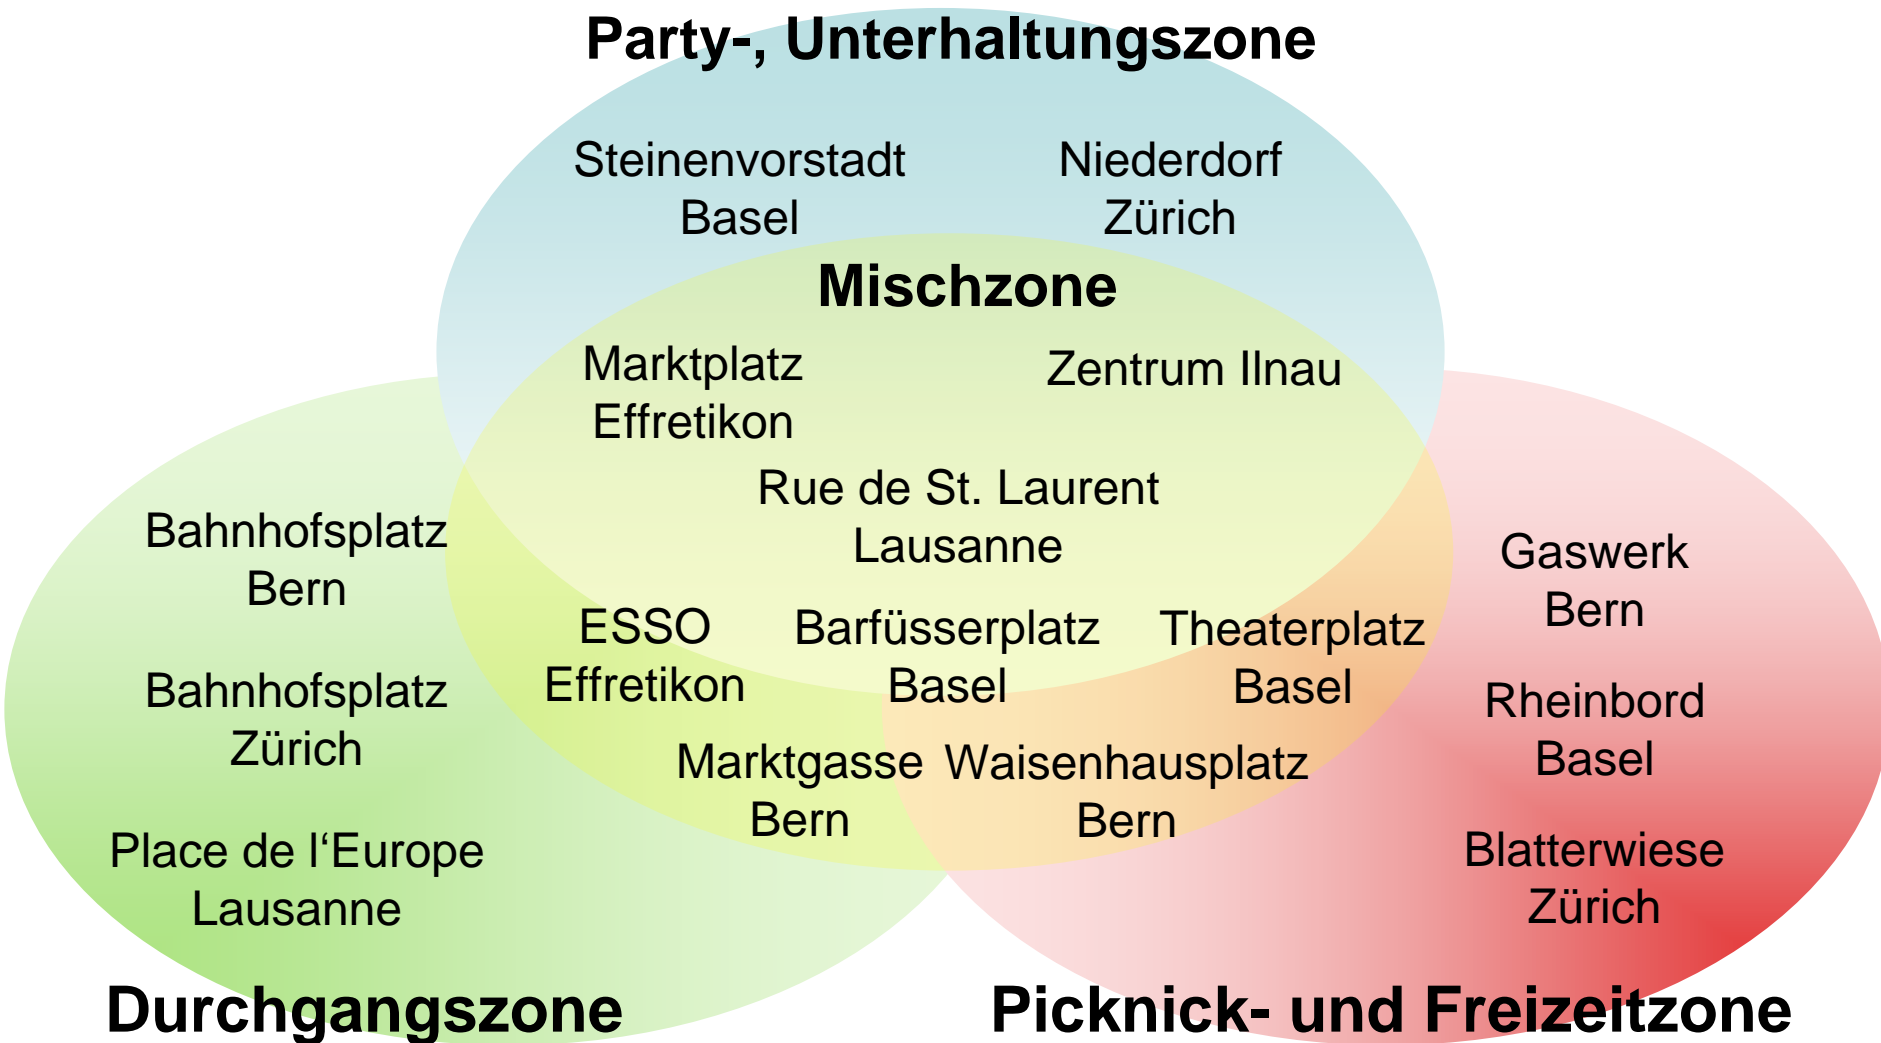 Party-, Unterhaltungszone
Steinenvorstadt
Basel
Niederdorf
Zürich
Mischzone
Marktplatz
Effretikon
Zentrum Ilnau
Rue de St. Laurent
Lausanne
Bahnhofsplatz
Bern
Gaswerk
Bern
ESSO
Effretikon
Barfüsserplatz
Basel
Theaterplatz
Basel
Bahnhofsplatz
Zürich
Rheinbord
Basel
Marktgasse
Bern
Waisenhausplatz
Bern
Place de l‘Europe
Lausanne
Blatterwiese
Zürich
Durchgangszone
Picknick- und Freizeitzone